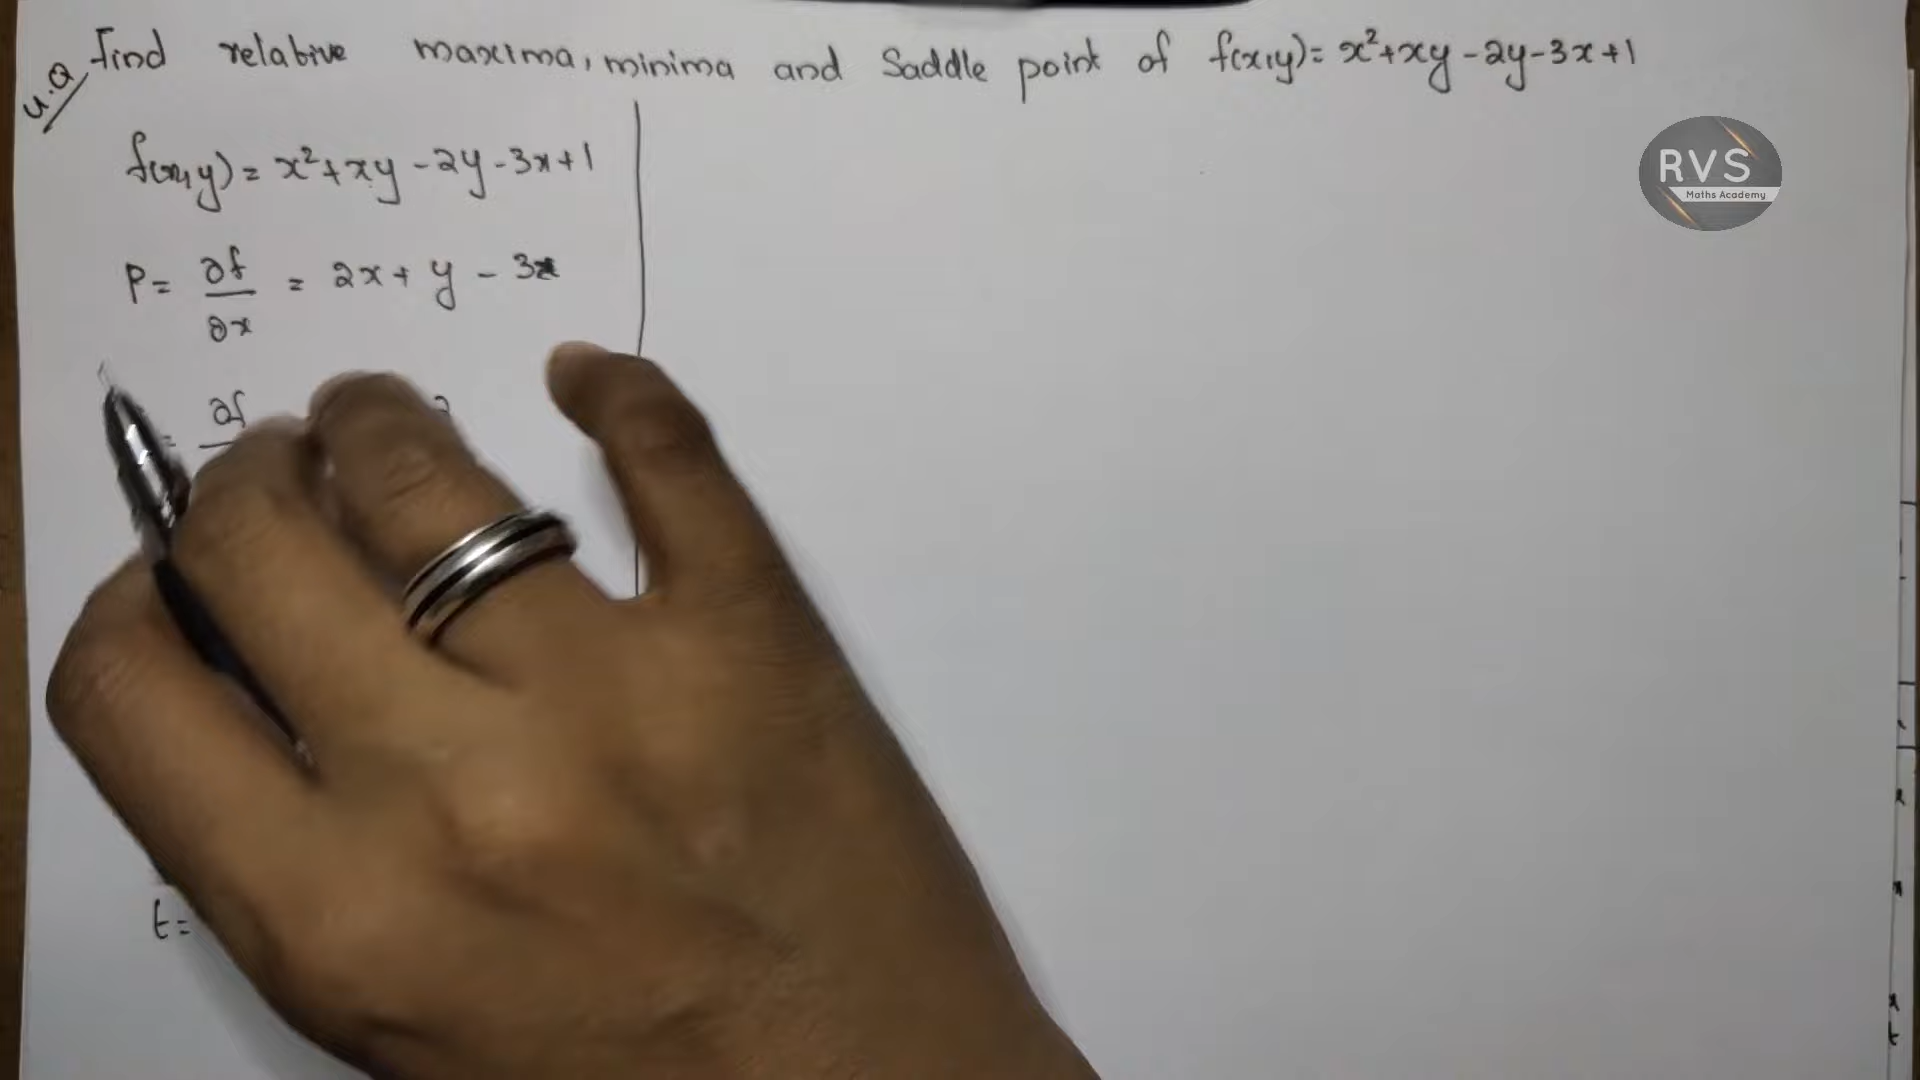 U.Q Find relative maxima, minima and Saddle point of f(x,y)= x²+xy-2y-3x+1
RVS
Maths Academy
f(x,y)= x²+xy-2y-3x+1
P= ∂f/∂x = 2x+y-3
= ∂f
t=